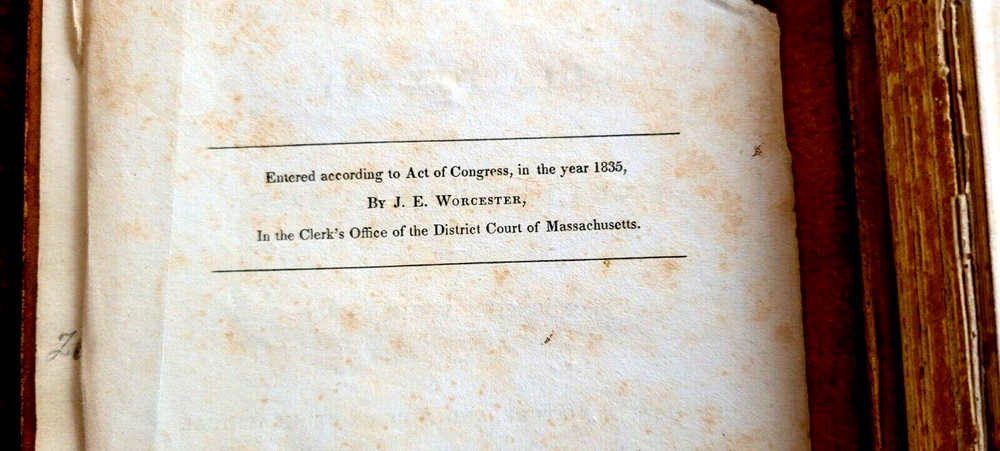 Entered according to Act of Congress, in the year 1835,
By J. E. Worcester,
In the Clerk's Office of the District Court of Massachusetts.